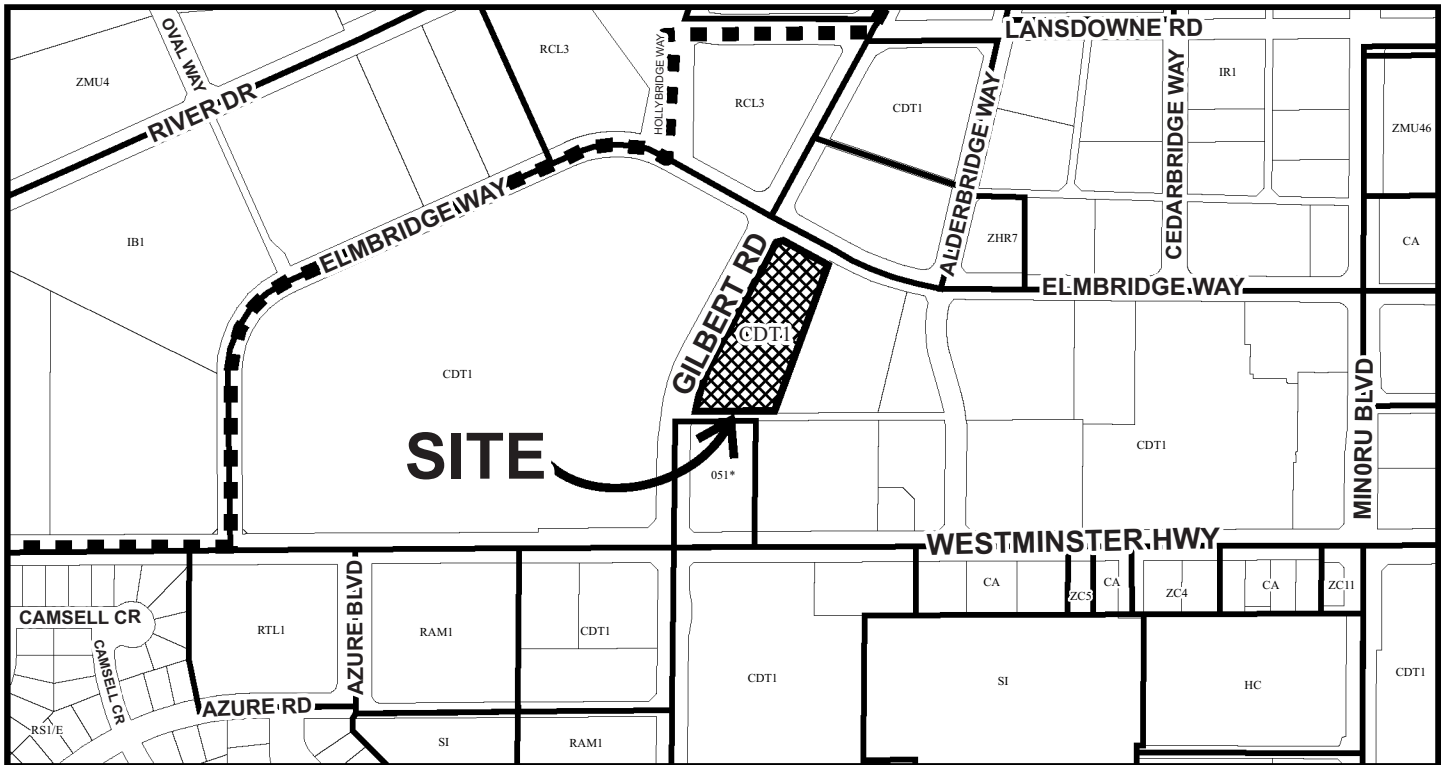 OVAL WAY
RCL3
HOLLYBRIDGE WAY
LANSDOWNE RD
ZMU4
RIVER DR
RCL3
CDT1
ALDERBRIDGE WAY
CEDARBRIDGE WAY
IR1
ZMU46
IB1
ELMBRIDGE WAY
GILBERT RD
ZHR7
CA
ELMBRIDGE WAY
CDT1
CDT1
SITE
051*
CDT1
MINORU BLVD
WESTMINSTER HWY
CAMSELL CR
CAMSELL CR
RTL1
AZURE BLVD
RAM1
CDT1
CA
ZC5
CA
ZC4
CA
ZC11
CDT1
SI
HC
CDT1
AZURE RD
RS1/E
SI
RAM1